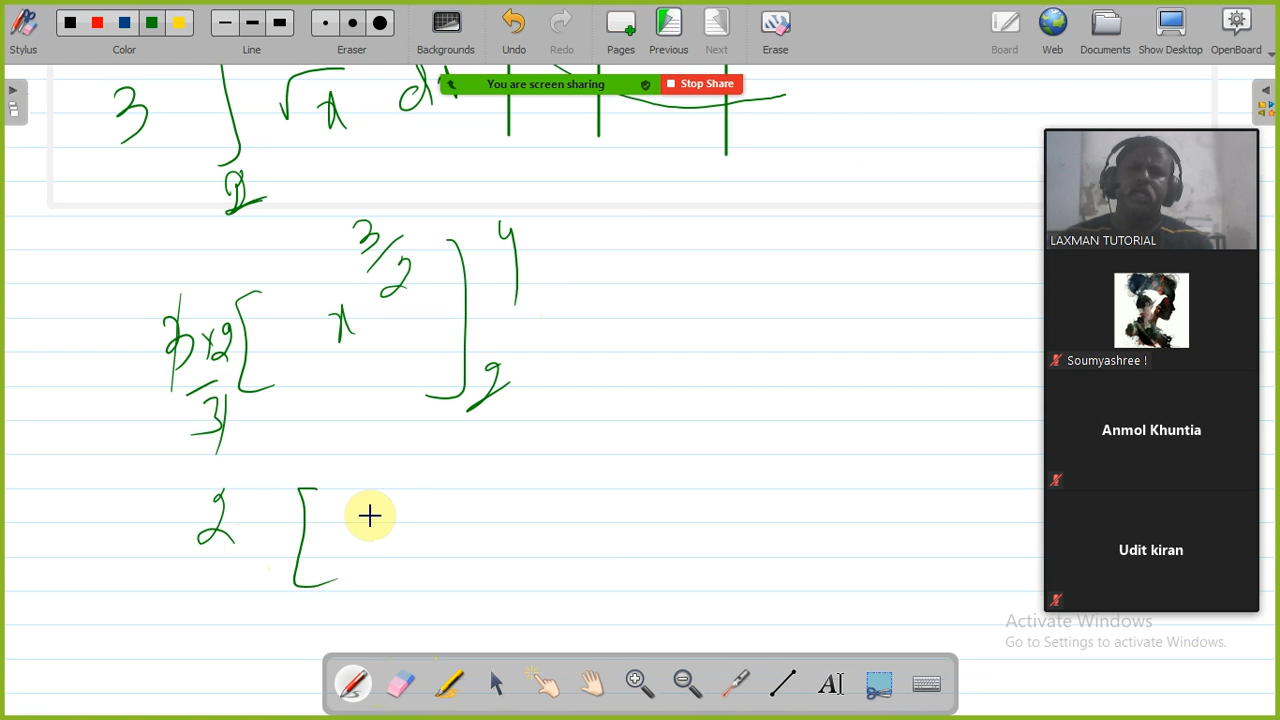 Stylus Color Line Eraser Backgrounds Undo Redo Pages Previous Next Erase Board Web Documents Show Desktop OpenBoard
You are screen sharing Stop Share
3 ∫ √x d
2
3×2/3 [ x^3/2 ]
4
2
2 [
LAXMAN TUTORIAL
Soumyashree !
Anmol Khuntia
Udit kiran
Activate Windows
Go to Settings to activate Windows.